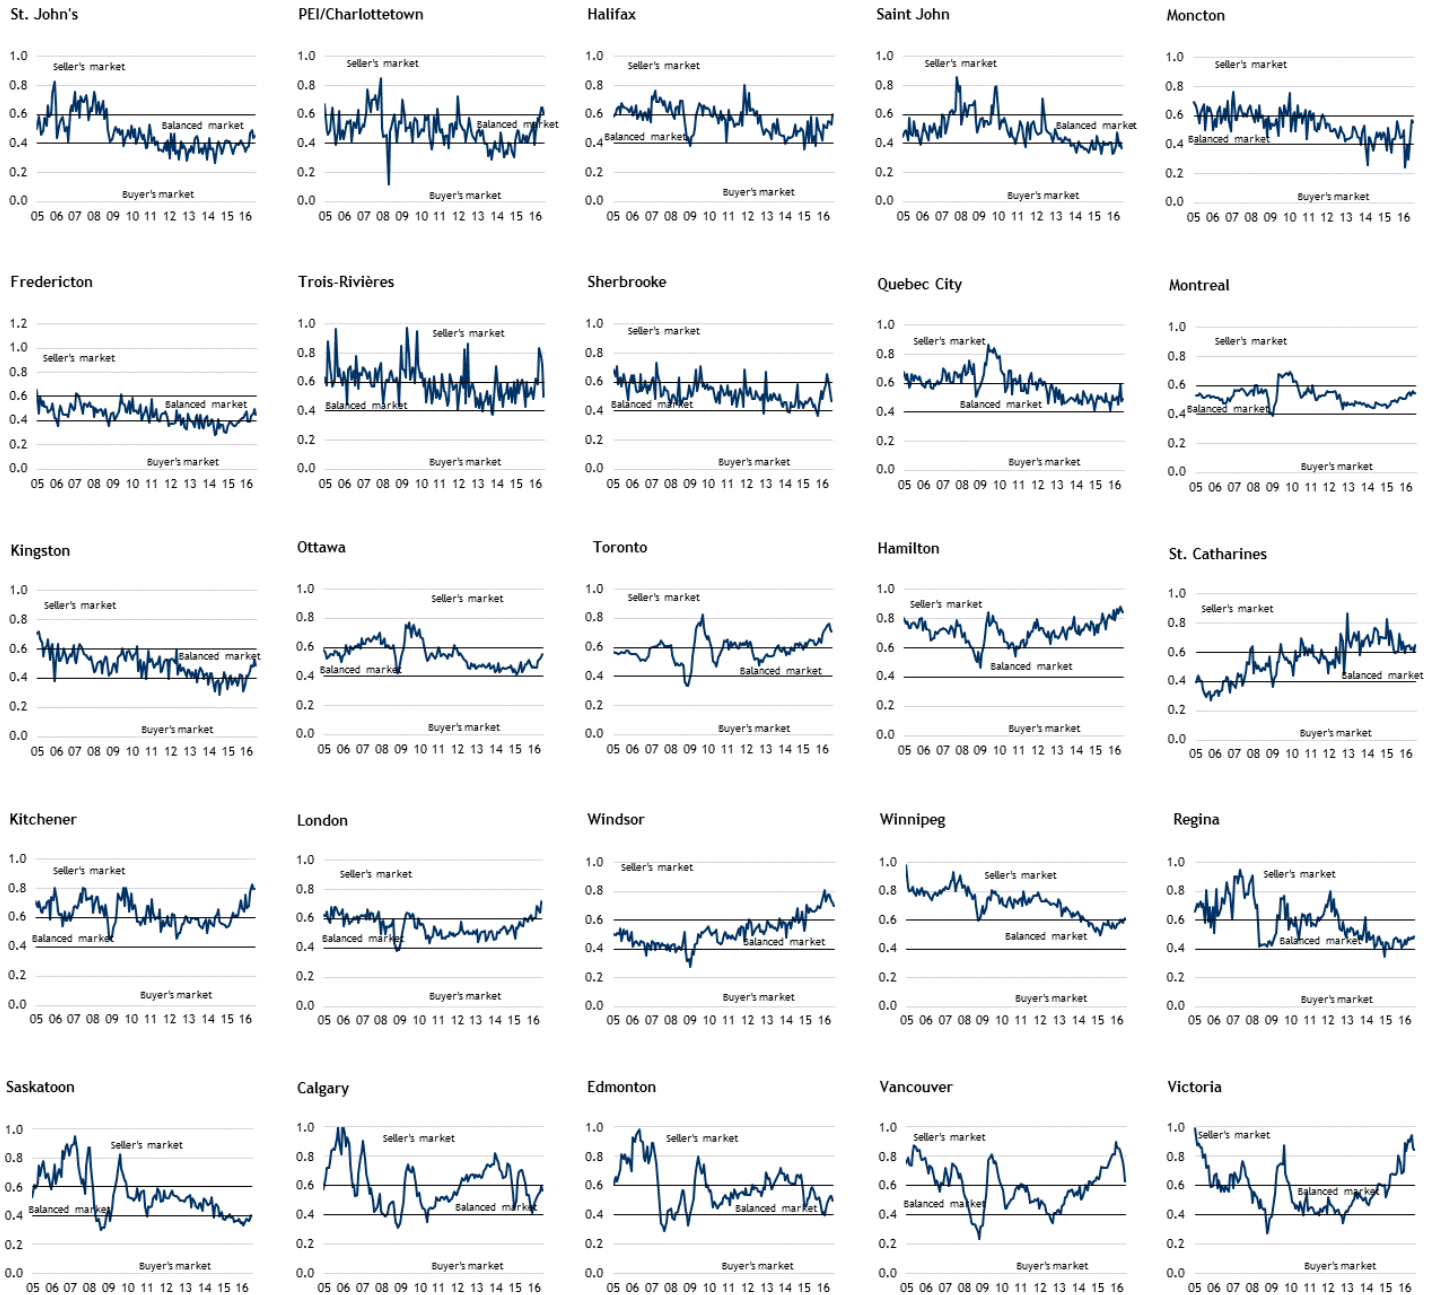 St. John's
1.0
Seller's market
0.8
0.6
Balanced market
0.4
0.2
Buyer's market
0.0
05 06 07 08 09 10 11 12 13 14 15 16
PEI/Charlottetown
1.0
Seller's market
0.8
0.6
Balanced market
0.4
0.2
Buyer's market
0.0
05 06 07 08 09 10 11 12 13 14 15 16
Halifax
1.0
Seller's market
0.8
0.6
Balanced market
0.4
0.2
Buyer's market
0.0
05 06 07 08 09 10 11 12 13 14 15 16
Saint John
1.0
Seller's market
0.8
0.6
Balanced market
0.4
0.2
Buyer's market
0.0
05 06 07 08 09 10 11 12 13 14 15 16
Moncton
1.0
Seller's market
0.8
0.6
Balanced market
0.4
0.2
Buyer's market
0.0
05 06 07 08 09 10 11 12 13 14 15 16
Fredericton
1.2
1.0
Seller's market
0.8
0.6
Balanced market
0.4
0.2
Buyer's market
0.0
05 06 07 08 09 10 11 12 13 14 15 16
Trois-Rivières
1.0
Seller's market
0.8
0.6
Balanced market
0.4
0.2
Buyer's market
0.0
05 06 07 08 09 10 11 12 13 14 15 16
Sherbrooke
1.0
Seller's market
0.8
0.6
Balanced market
0.4
0.2
Buyer's market
0.0
05 06 07 08 09 10 11 12 13 14 15 16
Quebec City
1.0
Seller's market
0.8
0.6
Balanced market
0.4
0.2
Buyer's market
0.0
05 06 07 08 09 10 11 12 13 14 15 16
Montreal
1.0
Seller's market
0.8
0.6
Balanced market
0.4
0.2
Buyer's market
0.0
05 06 07 08 09 10 11 12 13 14 15 16
Kingston
1.0
Seller's market
0.8
0.6
Balanced market
0.4
0.2
Buyer's market
0.0
05 06 07 08 09 10 11 12 13 14 15 16
Ottawa
1.0
Seller's market
0.8
0.6
Balanced market
0.4
0.2
Buyer's market
0.0
05 06 07 08 09 10 11 12 13 14 15 16
Toronto
1.0
Seller's market
0.8
0.6
Balanced market
0.4
0.2
Buyer's market
0.0
05 06 07 08 09 10 11 12 13 14 15 16
Hamilton
1.0
Seller's market
0.8
0.6
Balanced market
0.4
0.2
Buyer's market
0.0
05 06 07 08 09 10 11 12 13 14 15 16
St. Catharines
1.0
Seller's market
0.8
0.6
Balanced market
0.4
0.2
Buyer's market
0.0
05 06 07 08 09 10 11 12 13 14 15 16
Kitchener
1.0
Seller's market
0.8
0.6
Balanced market
0.4
0.2
Buyer's market
0.0
05 06 07 08 09 10 11 12 13 14 15 16
London
1.0
Seller's market
0.8
0.6
Balanced market
0.4
0.2
Buyer's market
0.0
05 06 07 08 09 10 11 12 13 14 15 16
Windsor
1.0
Seller's market
0.8
0.6
Balanced market
0.4
0.2
Buyer's market
0.0
05 06 07 08 09 10 11 12 13 14 15 16
Winnipeg
1.0
Seller's market
0.8
0.6
Balanced market
0.4
0.2
Buyer's market
0.0
05 06 07 08 09 10 11 12 13 14 15 16
Regina
1.0
Seller's market
0.8
0.6
Balanced market
0.4
0.2
Buyer's market
0.0
05 06 07 08 09 10 11 12 13 14 15 16
Saskatoon
1.0
Seller's market
0.8
0.6
Balanced market
0.4
0.2
Buyer's market
0.0
05 06 07 08 09 10 11 12 13 14 15 16
Calgary
1.0
Seller's market
0.8
0.6
Balanced market
0.4
0.2
Buyer's market
0.0
05 06 07 08 09 10 11 12 13 14 15 16
Edmonton
1.0
Seller's market
0.8
0.6
Balanced market
0.4
0.2
Buyer's market
0.0
05 06 07 08 09 10 11 12 13 14 15 16
Vancouver
1.0
Seller's market
0.8
0.6
Balanced market
0.4
0.2
Buyer's market
0.0
05 06 07 08 09 10 11 12 13 14 15 16
Victoria
1.0
Seller's market
0.8
0.6
Balanced market
0.4
0.2
Buyer's market
0.0
05 06 07 08 09 10 11 12 13 14 15 16